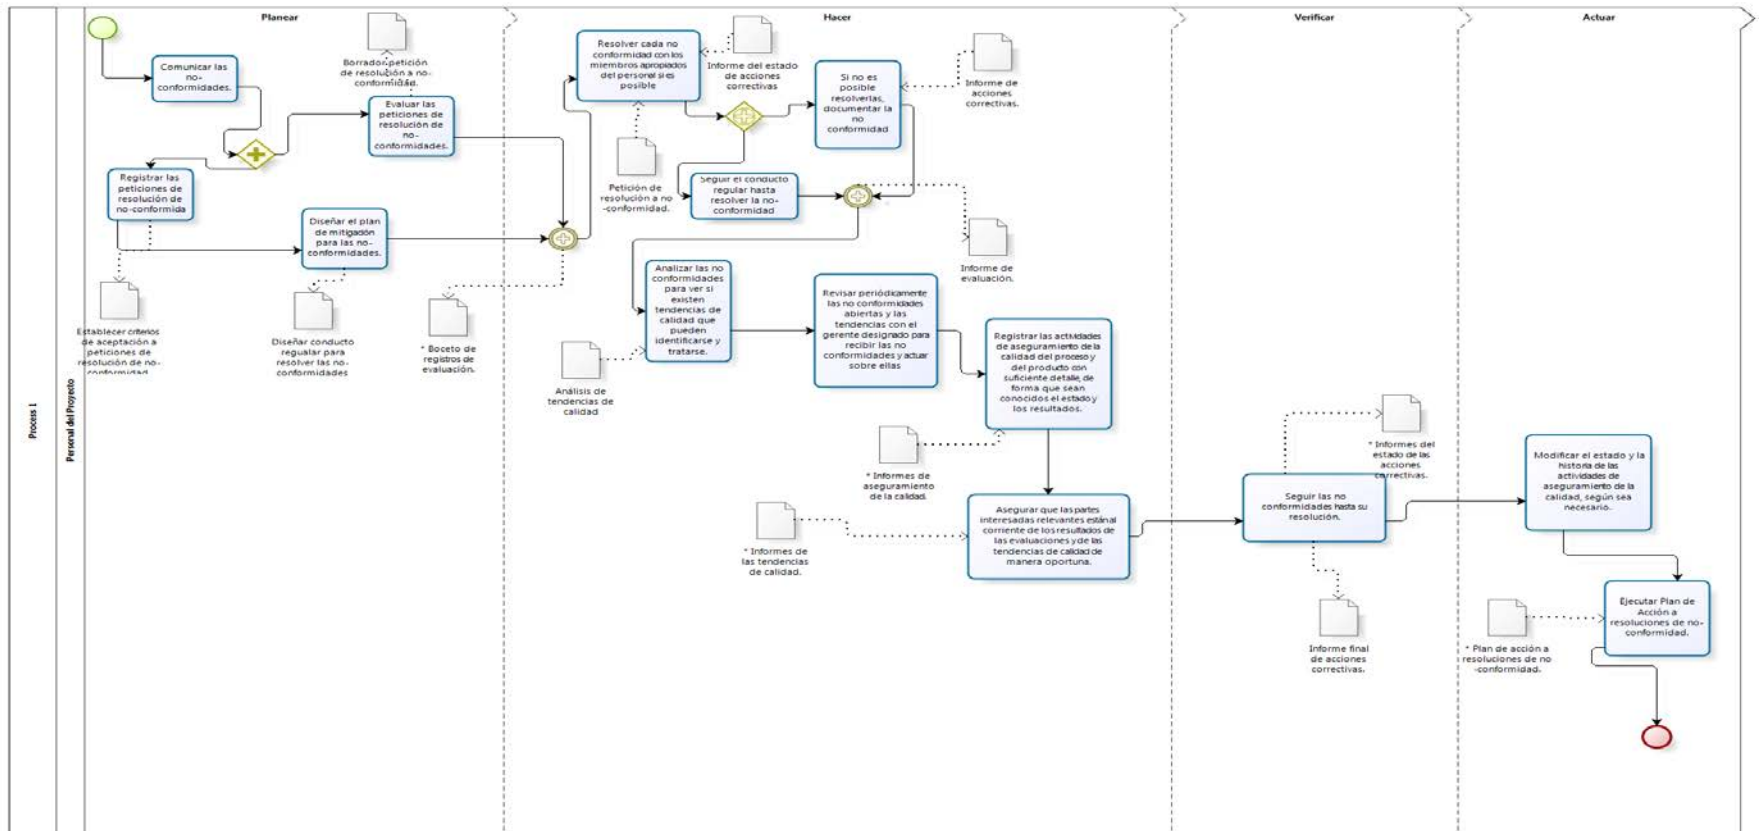 Process 1
Personal del Proyecto
Planear
Hacer
Verificar
Actuar
Comunicar las
no-
conformidades.
Borrador petición
de resolución a no-
conformidad.
Evaluar las
peticiones de
resolución de
no-
conformidades.
Registrar las
peticiones de
resolución de
no-conformida
Diseñar el plan
de mitigación
para las no-
conformidades.
Establecer criterios
de aceptación a
peticiones de
resolución de no-
conformidad
Diseñar conducto
regualar para
resolver las no-
conformidades
* Boceto de
registros de
evaluación.
Resolver cada no
conformidad con los
miembros apropiados
del personal si es
posible
Informe del estado
de acciones
correctivas
Si no es
posible
resolverlas,
documentar la
no
conformidad
Informe de
acciones
correctivas.
Petición de
resolución a no
-conformidad.
Seguir el conducto
regular hasta
resolver la no-
conformidad
Informe de
evaluación.
Analizar las no
conformidades
para ver si
existen
tendencias de
calidad que
pueden
identificarse y
tratarse.
Análisis de
tendencias de
calidad
Revisar periódicamente
las no conformidades
abiertas y las
tendencias con el
gerente designado para
recibir las no
conformidades y actuar
sobre ellas
Registrar las actividades
de aseguramiento de la
calidad del proceso y
del producto con
suficiente detalle, de
forma que sean
conocidos el estado y
los resultados.
* Informes de
aseguramiento
de la calidad.
* Informes de
las tendencias
de calidad.
Asegurar que las partes
interesadas relevantes están al
corriente de los resultados de
las evaluaciones y de las
tendencias de calidad de
manera oportuna.
* Informes del
estado de las
acciones
correctivas.
Seguir las no
conformidades hasta su
resolución.
Informe final
de acciones
correctivas.
Modificar el estado y la
historia de las
actividades de
aseguramiento de la
calidad, según sea
necesario.
Ejecutar Plan de
Acción a
resoluciones de no-
conformidad.
* Plan de acción a
resoluciones de no
-conformidad.